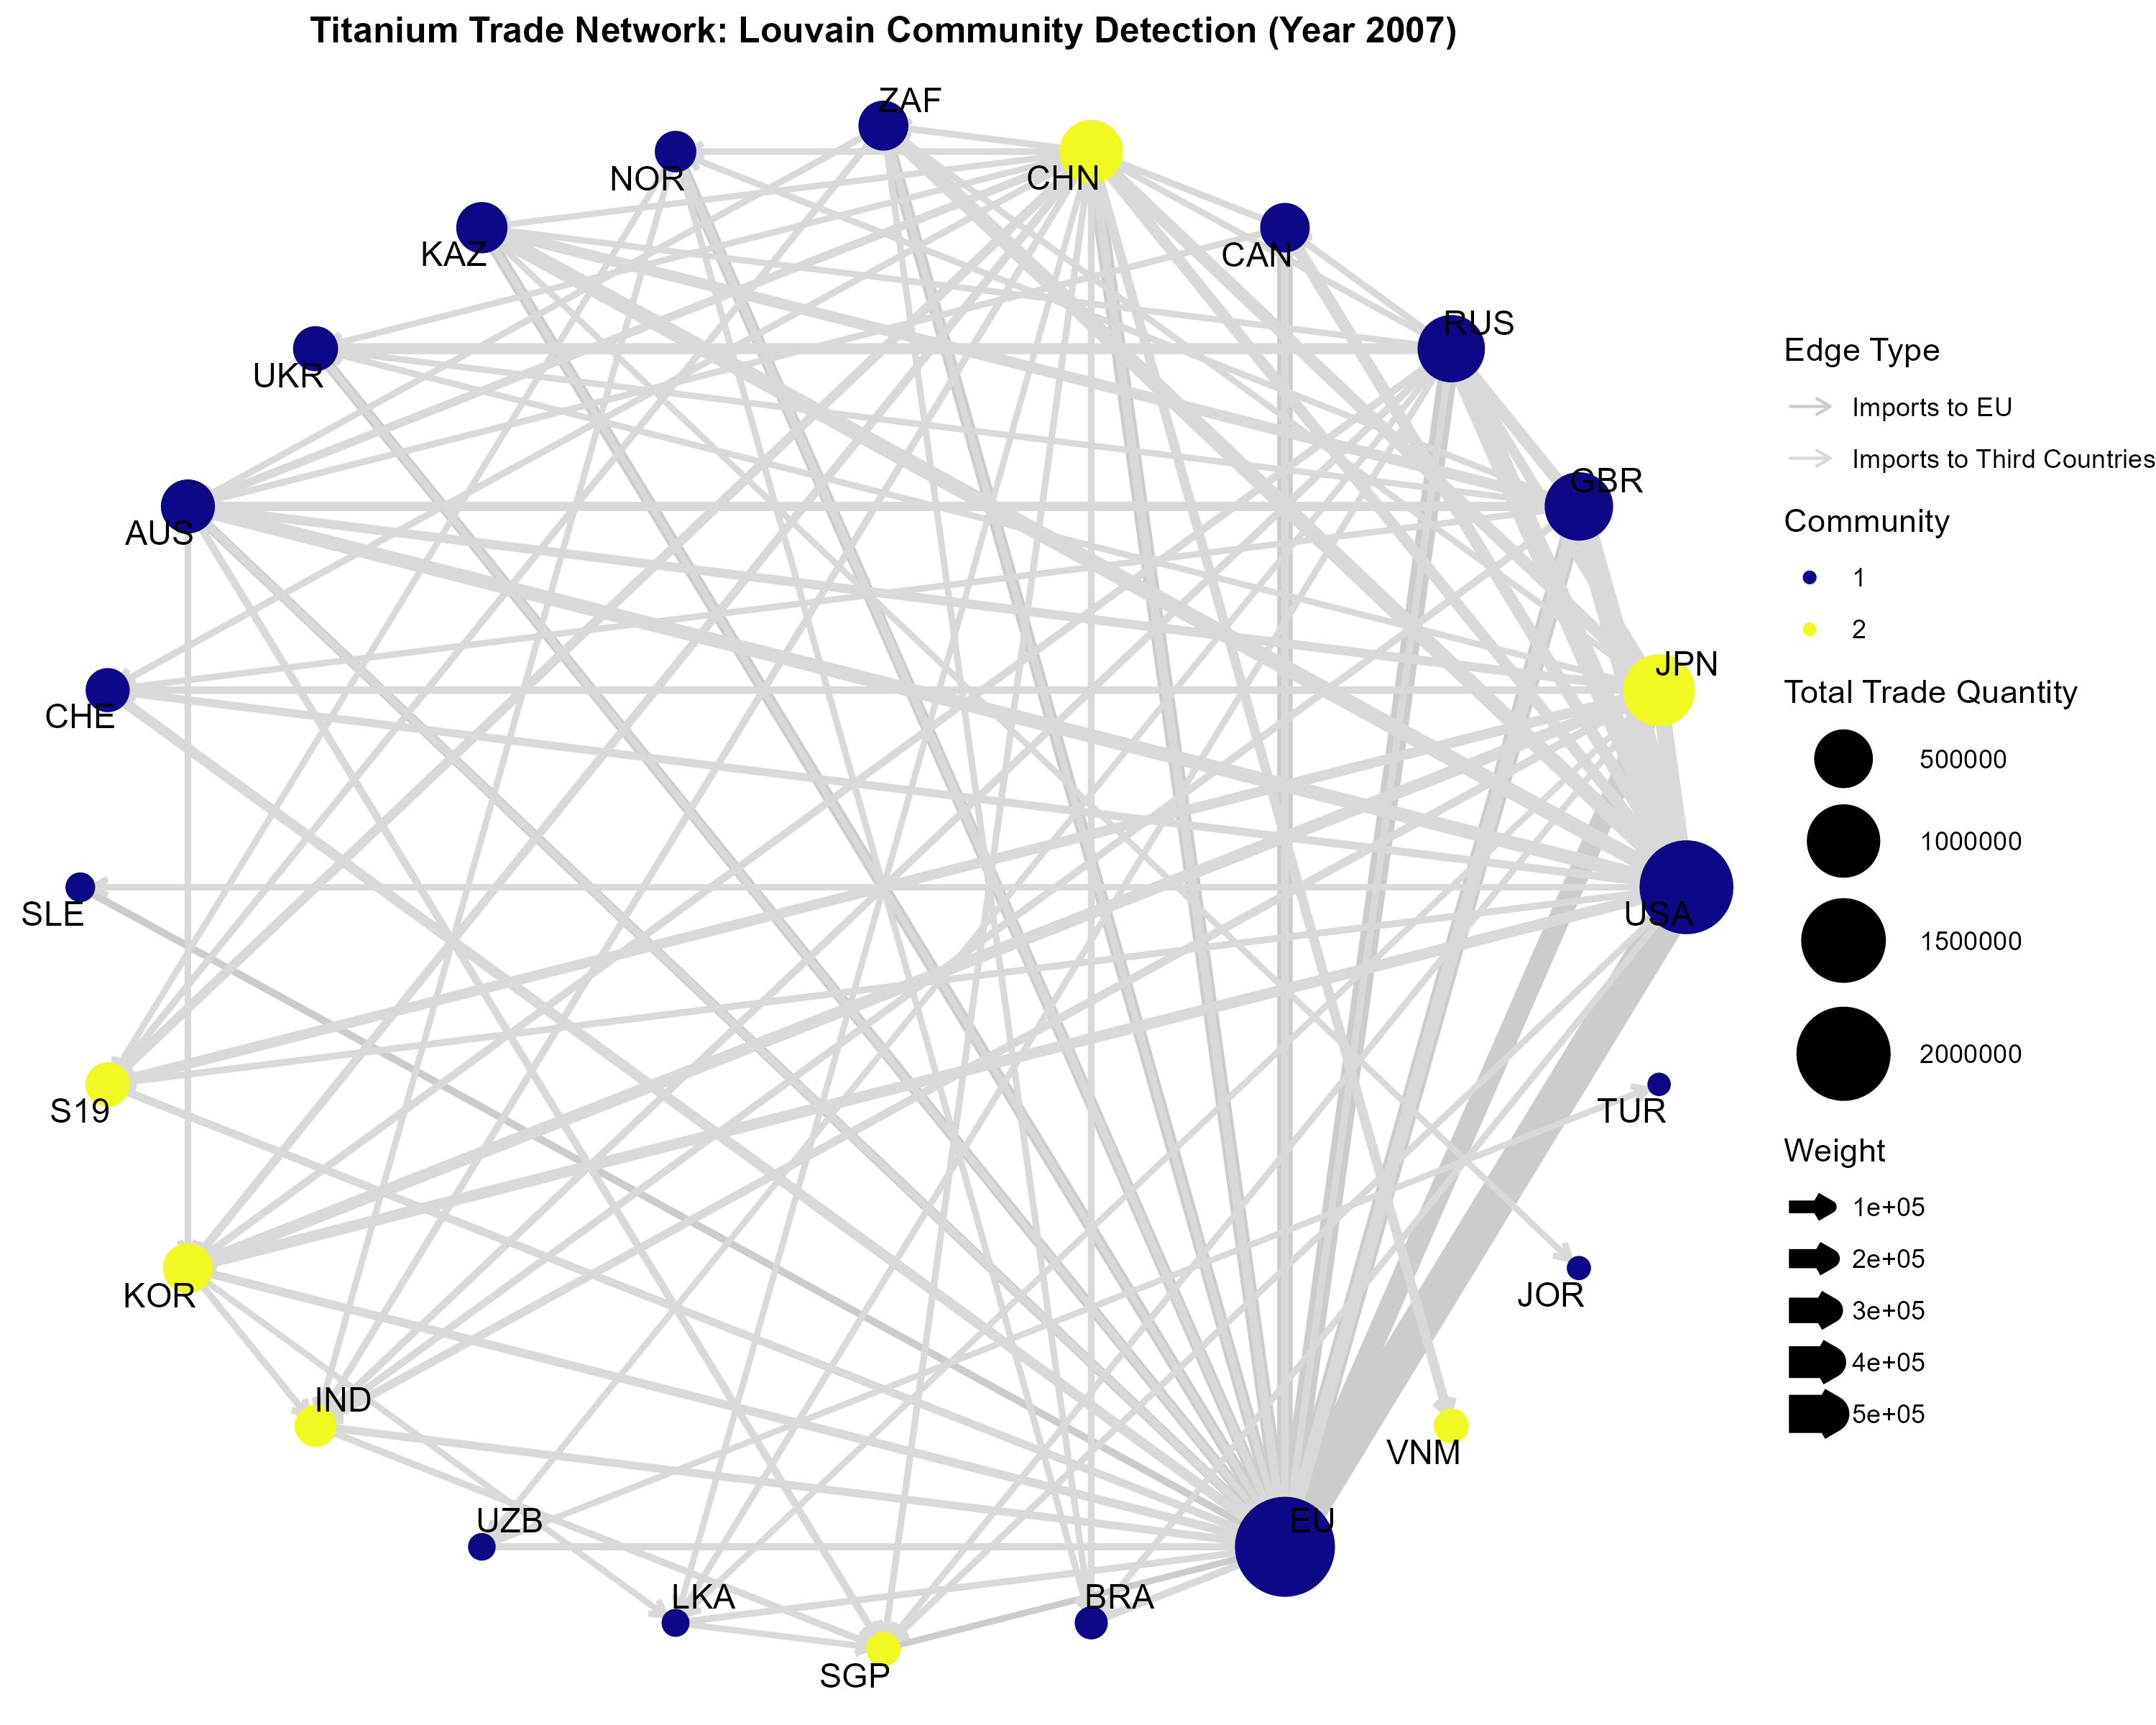 Titanium Trade Network: Louvain Community Detection (Year 2007)
ZAF
CHN
NOR
CAN
KAZ
RUS
UKR
GBR
AUS
JPN
CHE
USA
SLE
S19
TUR
KOR
JOR
IND
VNM
UZB
EU
LKA
BRA
SGP
Edge Type
Imports to EU
Imports to Third Countries
Community
1
2
Total Trade Quantity
500000
1000000
1500000
2000000
Weight
1e+05
2e+05
3e+05
4e+05
5e+05